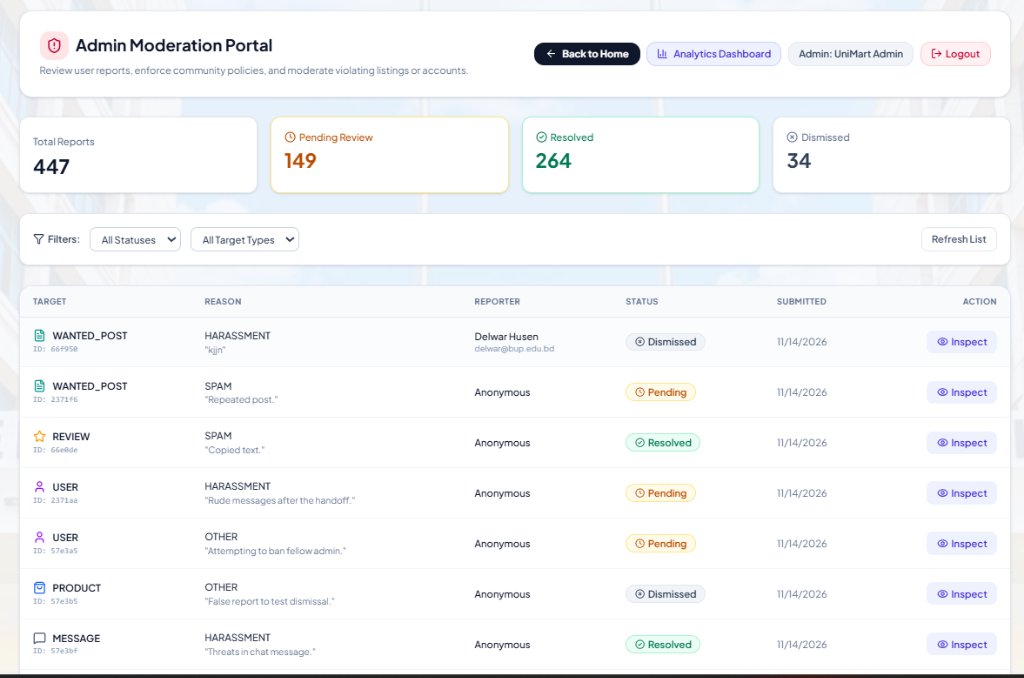 Admin Moderation Portal
Review user reports, enforce community policies, and moderate violating listings or accounts.
Back to Home
Analytics Dashboard
Admin: UniMart Admin
Logout
Total Reports
447
Pending Review
149
Resolved
264
Dismissed
34
Filters:
All Statuses
All Target Types
Refresh List
TARGET REASON REPORTER STATUS SUBMITTED ACTION
WANTED_POST HARASSMENT Delwar Husen Dismissed 11/14/2026 Inspect
ID: 66f950 "kjjn" delwar@bup.edu.bd
WANTED_POST SPAM Anonymous Pending 11/14/2026 Inspect
ID: 2371f6 "Repeated post."
REVIEW SPAM Anonymous Resolved 11/14/2026 Inspect
ID: 66e0de "Copied text."
USER HARASSMENT Anonymous Pending 11/14/2026 Inspect
ID: 2371aa "Rude messages after the handoff."
USER OTHER Anonymous Pending 11/14/2026 Inspect
ID: 57e3a5 "Attempting to ban fellow admin."
PRODUCT OTHER Anonymous Dismissed 11/14/2026 Inspect
ID: 57e3b5 "False report to test dismissal."
MESSAGE HARASSMENT Anonymous Resolved 11/14/2026 Inspect
ID: 57e3bf "Threats in chat message."